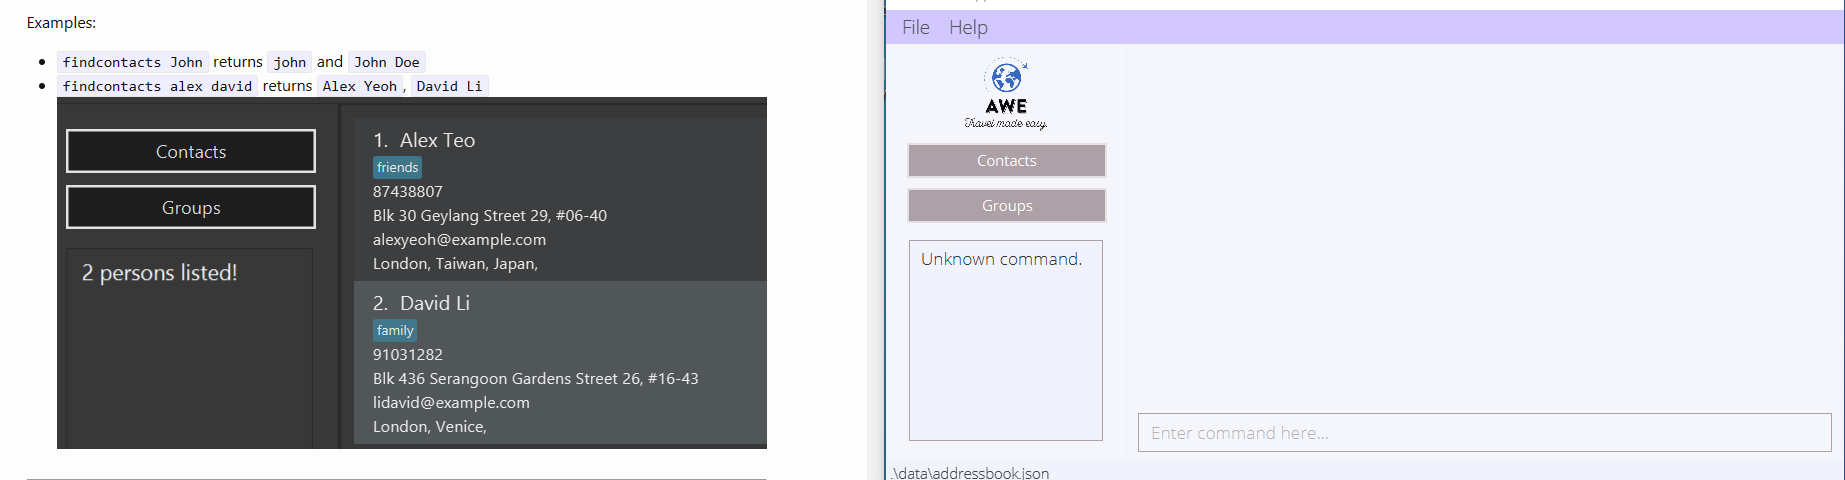 Examples:
findcontacts John returns john and John Doe
findcontacts alex david returns Alex Yeoh , David Li
Contacts
Groups
2 persons listed!
1. Alex Teo
friends
87438807
Blk 30 Geylang Street 29, #06-40
alexyeoh@example.com
London, Taiwan, Japan,
2. David Li
family
91031282
Blk 436 Serangoon Gardens Street 26, #16-43
lidavid@example.com
London, Venice,
File Help
AWE
Travel made easy.
Contacts
Groups
Unknown command.
Enter command here...
.\data\addressbook.json